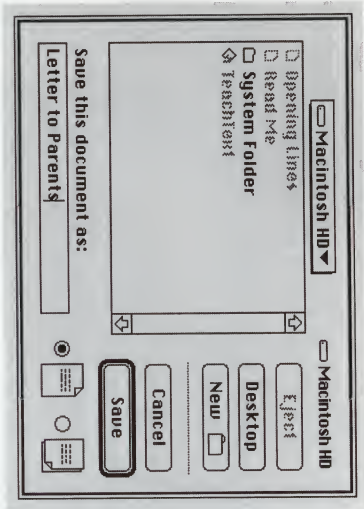 Macintosh HD
Macintosh HD
Opening Lines
Read Me
System Folder
TeachText
Eject
Desktop
New
Save this document as:
Letter to Parents
Cancel
Save